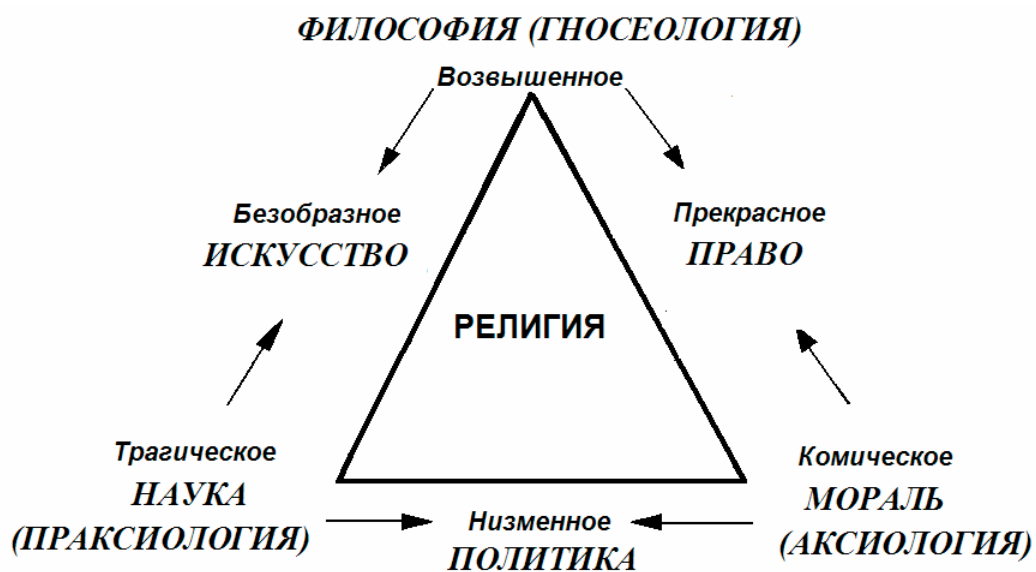 ФИЛОСОФИЯ (ГНОСЕОЛОГИЯ)
Возвышенное
Безобразное
ИСКУССТВО
Прекрасное
ПРАВО
РЕЛИГИЯ
Трагическое
НАУКА
(ПРАКСИОЛОГИЯ)
Низменное
ПОЛИТИКА
Комическое
МОРАЛЬ
(АКСИОЛОГИЯ)